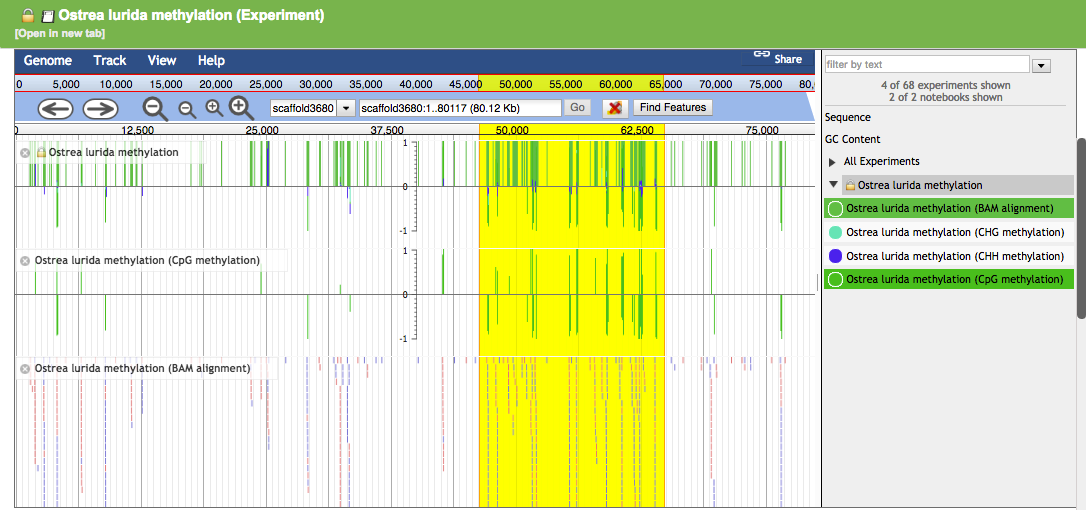 Ostrea lurida methylation (Experiment)
[Open in new tab]
Genome Track View Help Share
0 5,000 10,000 15,000 20,000 25,000 30,000 35,000 40,000 45,000 50,000 55,000 60,000 65,000 70,000 75,000 80,
scaffold3680 scaffold3680:1..80117 (80.12 Kb) Go Find Features
0 12,500 25,000 37,500 50,000 62,500 75,000
Ostrea lurida methylation
1
0
-1
Ostrea lurida methylation (CpG methylation)
1
0
-1
Ostrea lurida methylation (BAM alignment)
filter by text
4 of 68 experiments shown
2 of 2 notebooks shown
Sequence
GC Content
All Experiments
Ostrea lurida methylation
Ostrea lurida methylation (BAM alignment)
Ostrea lurida methylation (CHG methylation)
Ostrea lurida methylation (CHH methylation)
Ostrea lurida methylation (CpG methylation)